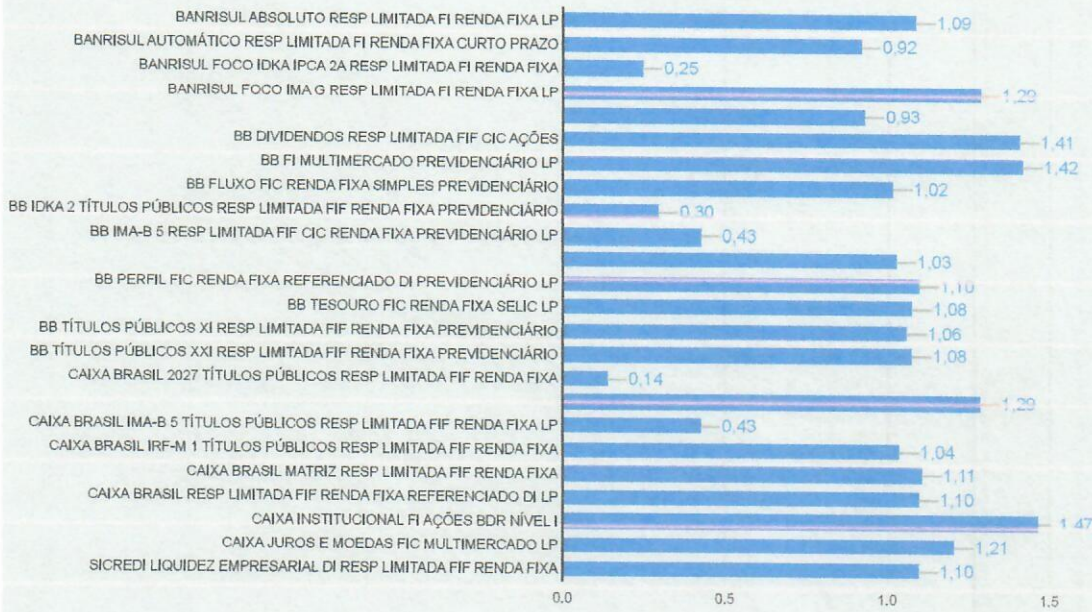 BANRISUL ABSOLUTO RESP LIMITADA FI RENDA FIXA LP 1,09
BANRISUL AUTOMÁTICO RESP LIMITADA FI RENDA FIXA CURTO PRAZO 0,92
BANRISUL FOCO IDKA IPCA 2A RESP LIMITADA FI RENDA FIXA 0,25
BANRISUL FOCO IMA G RESP LIMITADA FI RENDA FIXA LP 1,29
0,93
BB DIVIDENDOS RESP LIMITADA FIF CIC AÇÕES 1,41
BB FI MULTIMERCADO PREVIDENCIÁRIO LP 1,42
BB FLUXO FIC RENDA FIXA SIMPLES PREVIDENCIÁRIO 1,02
BB IDKA 2 TÍTULOS PÚBLICOS RESP LIMITADA FIF RENDA FIXA PREVIDENCIÁRIO 0,30
BB IMA-B 5 RESP LIMITADA FIF CIC RENDA FIXA PREVIDENCIÁRIO LP 0,43
1,03
BB PERFIL FIC RENDA FIXA REFERENCIADO DI PREVIDENCIÁRIO LP 1,10
BB TESOURO FIC RENDA FIXA SELIC LP 1,08
BB TÍTULOS PÚBLICOS XI RESP LIMITADA FIF RENDA FIXA PREVIDENCIÁRIO 1,06
BB TÍTULOS PÚBLICOS XXI RESP LIMITADA FIF RENDA FIXA PREVIDENCIÁRIO 1,08
CAIXA BRASIL 2027 TÍTULOS PÚBLICOS RESP LIMITADA FIF RENDA FIXA 0,14
1,29
CAIXA BRASIL IMA-B 5 TÍTULOS PÚBLICOS RESP LIMITADA FIF RENDA FIXA LP 0,43
CAIXA BRASIL IRF-M 1 TÍTULOS PÚBLICOS RESP LIMITADA FIF RENDA FIXA 1,04
CAIXA BRASIL MATRIZ RESP LIMITADA FIF RENDA FIXA 1,11
CAIXA BRASIL RESP LIMITADA FIF RENDA FIXA REFERENCIADO DI LP 1,10
CAIXA INSTITUCIONAL FI AÇÕES BDR NÍVEL I 1,47
CAIXA JUROS E MOEDAS FIC MULTIMERCADO LP 1,21
SICREDI LIQUIDEZ EMPRESARIAL DI RESP LIMITADA FIF RENDA FIXA 1,10
0.0 0.5 1.0 1.5